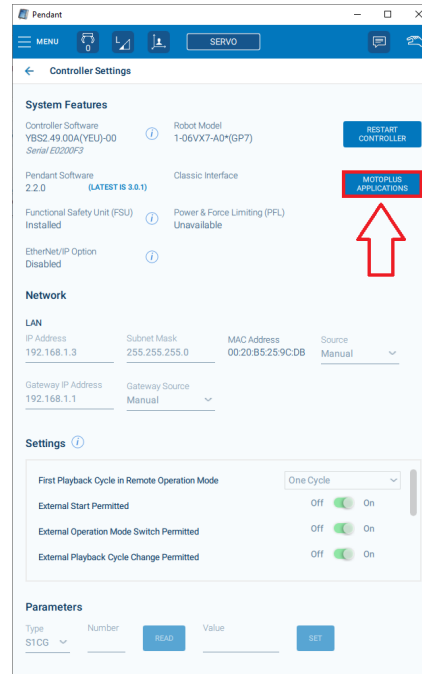 Pendant
MENU
0
SERVO
Controller Settings
System Features
Controller Software
YBS2.49.00A(YEU)-00
Serial E0200F3
Robot Model
1-06VX7-A0*(GP7)
RESTART
CONTROLLER
Pendant Software
2.2.0 (LATEST IS 3.0.1)
Classic Interface
MOTOPLUS
APPLICATIONS
Functional Safety Unit (FSU)
Installed
Power & Force Limiting (PFL)
Unavailable
EtherNet/IP Option
Disabled
Network
LAN
IP Address
192.168.1.3
Subnet Mask
255.255.255.0
MAC Address
00:20:B5:25:9C:DB
Source
Manual
Gateway IP Address
192.168.1.1
Gateway Source
Manual
Settings
First Playback Cycle in Remote Operation Mode One Cycle
External Start Permitted Off On
External Operation Mode Switch Permitted Off On
External Playback Cycle Change Permitted Off On
Parameters
Type
S1CG
Number
READ
Value
SET